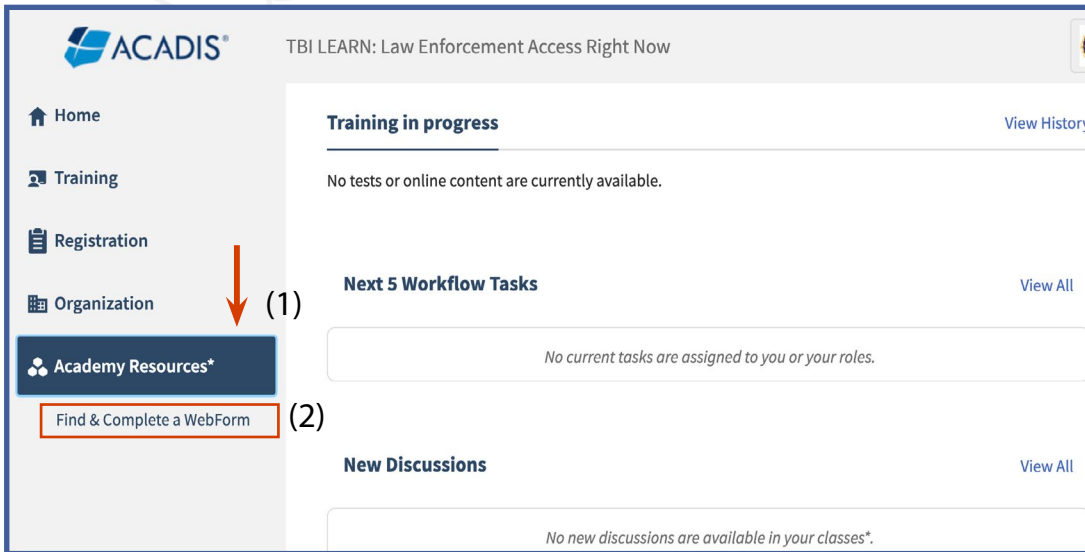 ACADIS®
TBI LEARN: Law Enforcement Access Right Now
Home
Training
Registration
Organization
(1)
Academy Resources*
Find & Complete a WebForm
(2)
Training in progress
View History
No tests or online content are currently available.
Next 5 Workflow Tasks
View All
No current tasks are assigned to you or your roles.
New Discussions
View All
No new discussions are available in your classes*.